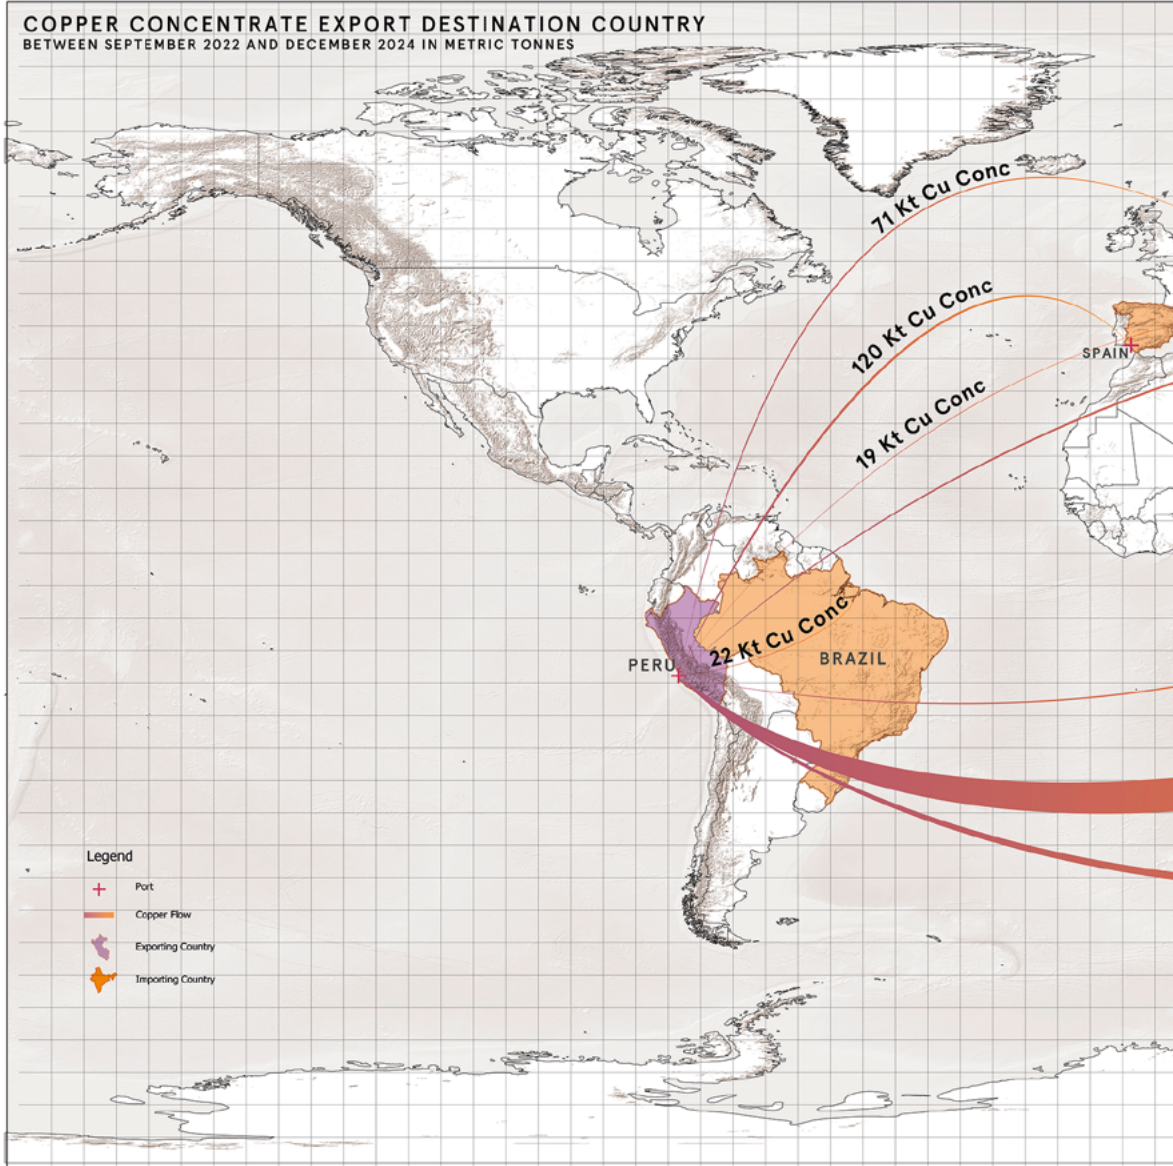 COPPER CONCENTRATE EXPORT DESTINATION COUNTRY
BETWEEN SEPTEMBER 2022 AND DECEMBER 2024 IN METRIC TONNES
71 Kt Cu Conc
120 Kt Cu Conc
SPAIN
19 Kt Cu Conc
22 Kt Cu Conc
PERU
BRAZIL
Legend
Port
Copper Flow
Exporting Country
Importing Country